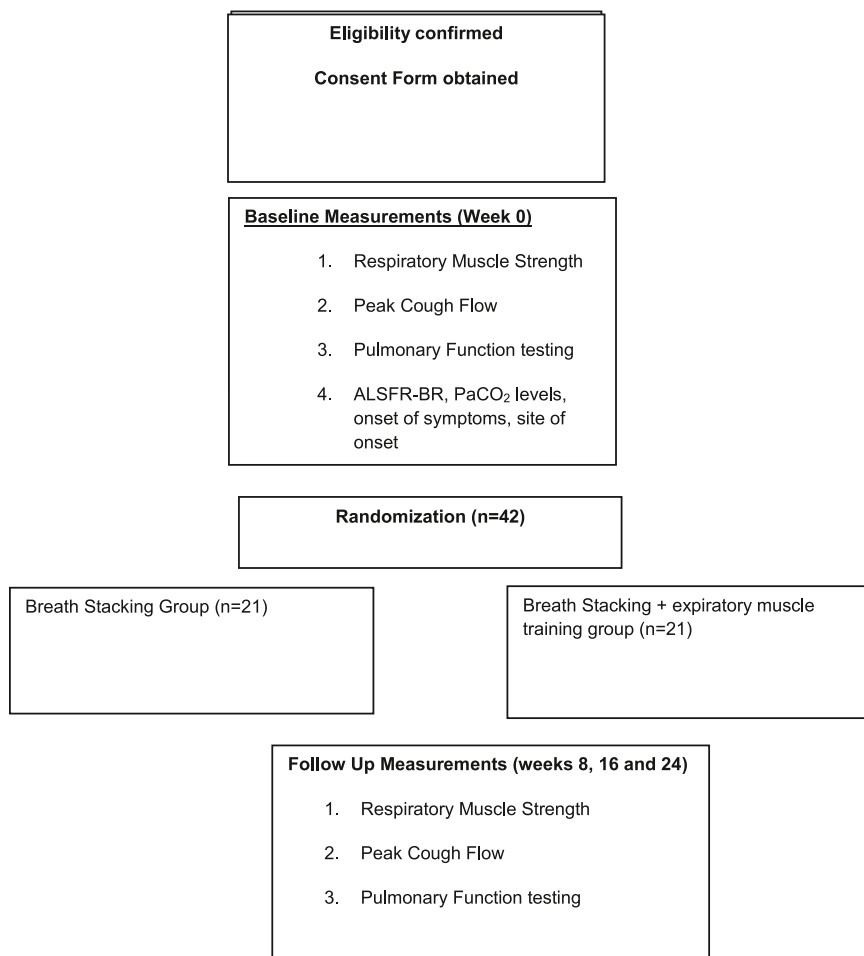 Eligibility confirmed
Consent Form obtained
Baseline Measurements (Week 0)
1. Respiratory Muscle Strength
2. Peak Cough Flow
3. Pulmonary Function testing
4. ALSFR-BR, PaCO₂ levels,
onset of symptoms, site of
onset
Randomization (n=42)
Breath Stacking Group (n=21)
Breath Stacking + expiratory muscle
training group (n=21)
Follow Up Measurements (weeks 8, 16 and 24)
1. Respiratory Muscle Strength
2. Peak Cough Flow
3. Pulmonary Function testing